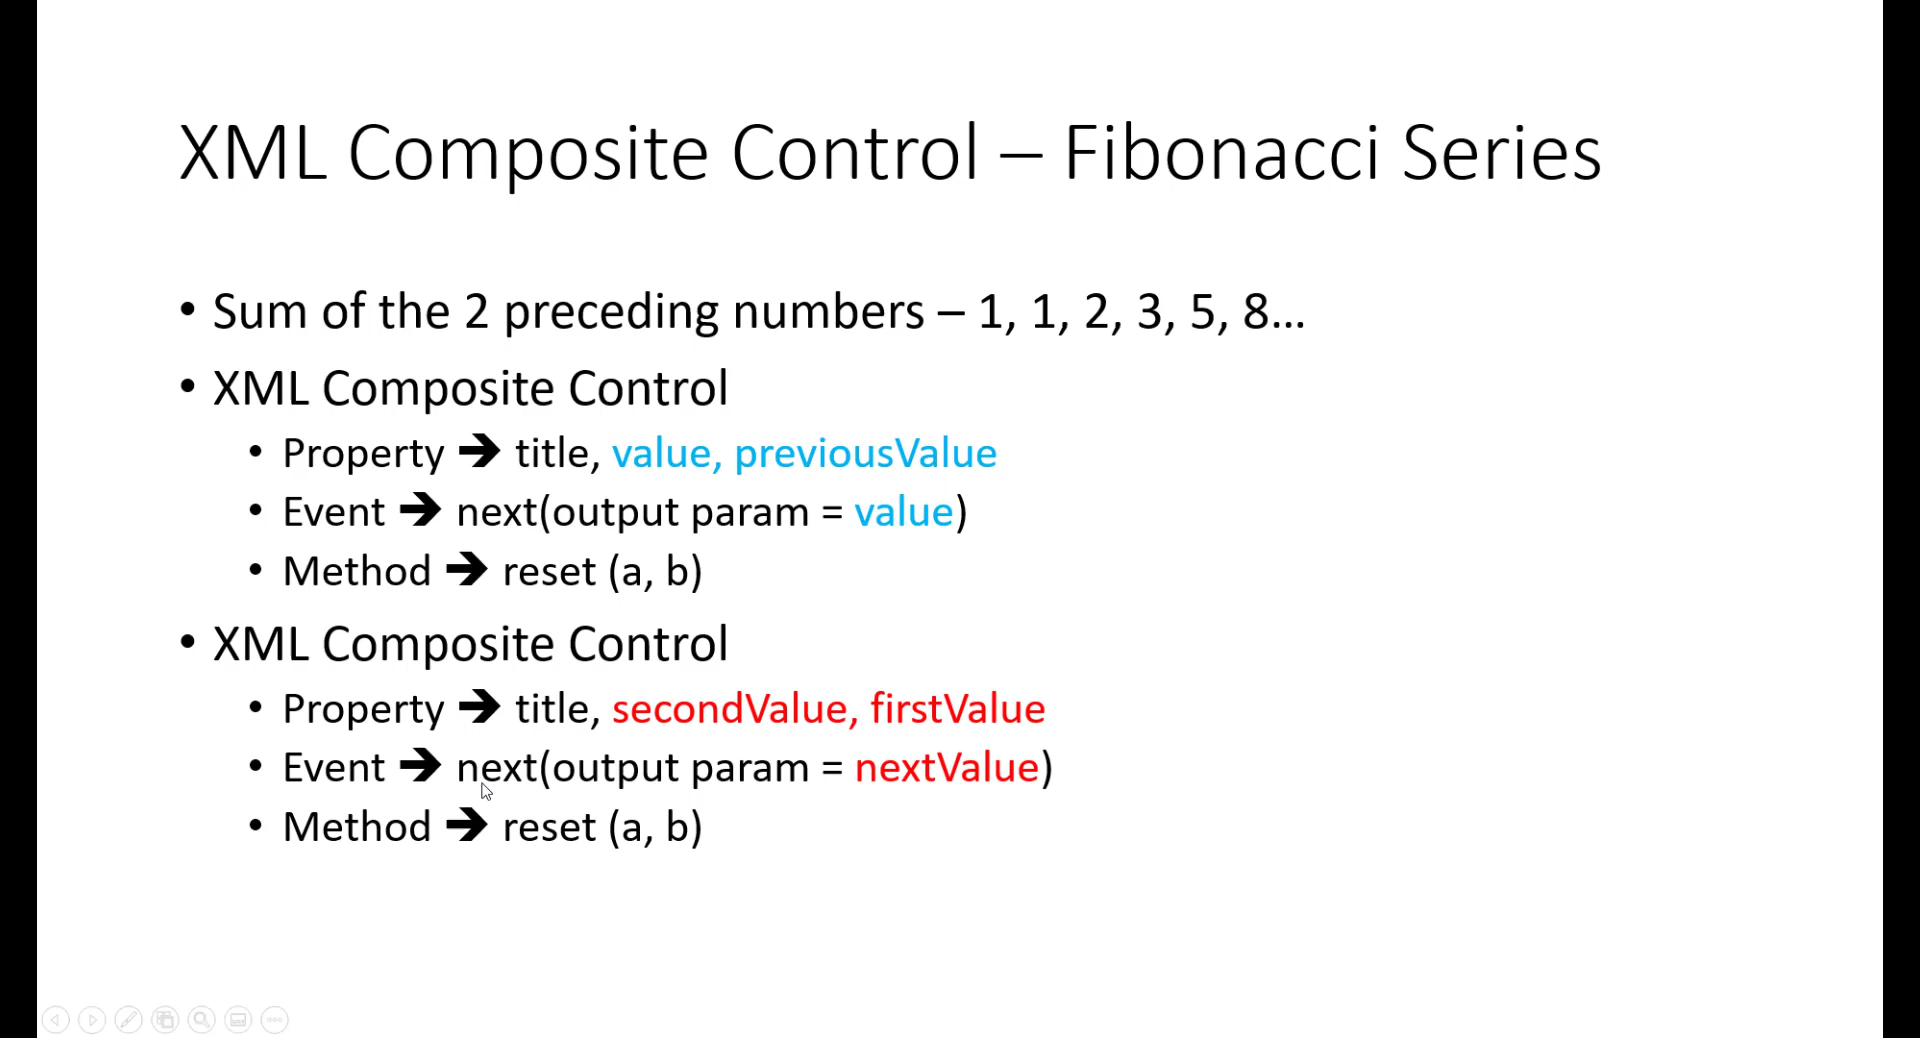 XML Composite Control – Fibonacci Series
• Sum of the 2 preceding numbers – 1, 1, 2, 3, 5, 8…
• XML Composite Control
• Property ➔ title, value, previousValue
• Event ➔ next(output param = value)
• Method ➔ reset (a, b)
• XML Composite Control
• Property ➔ title, secondValue, firstValue
• Event ➔ next(output param = nextValue)
• Method ➔ reset (a, b)